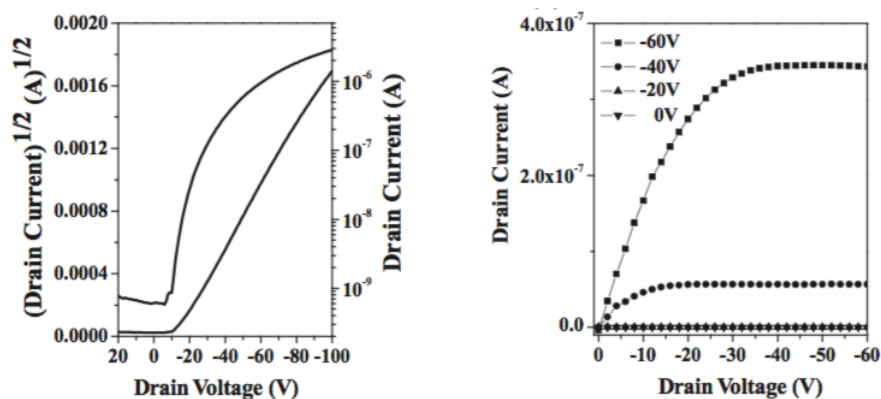 (Drain Current)^1/2 (A)^1/2
0.0020
0.0016
0.0012
0.0008
0.0004
0.0000
20 0 -20 -40 -60 -80 -100
Drain Voltage (V)
10^-6
10^-7
10^-8
10^-9
Drain Current (A)
Drain Current (A)
4.0x10^-7
2.0x10^-7
0.0
-60V
-40V
-20V
0V
0 -10 -20 -30 -40 -50 -60
Drain Voltage (V)